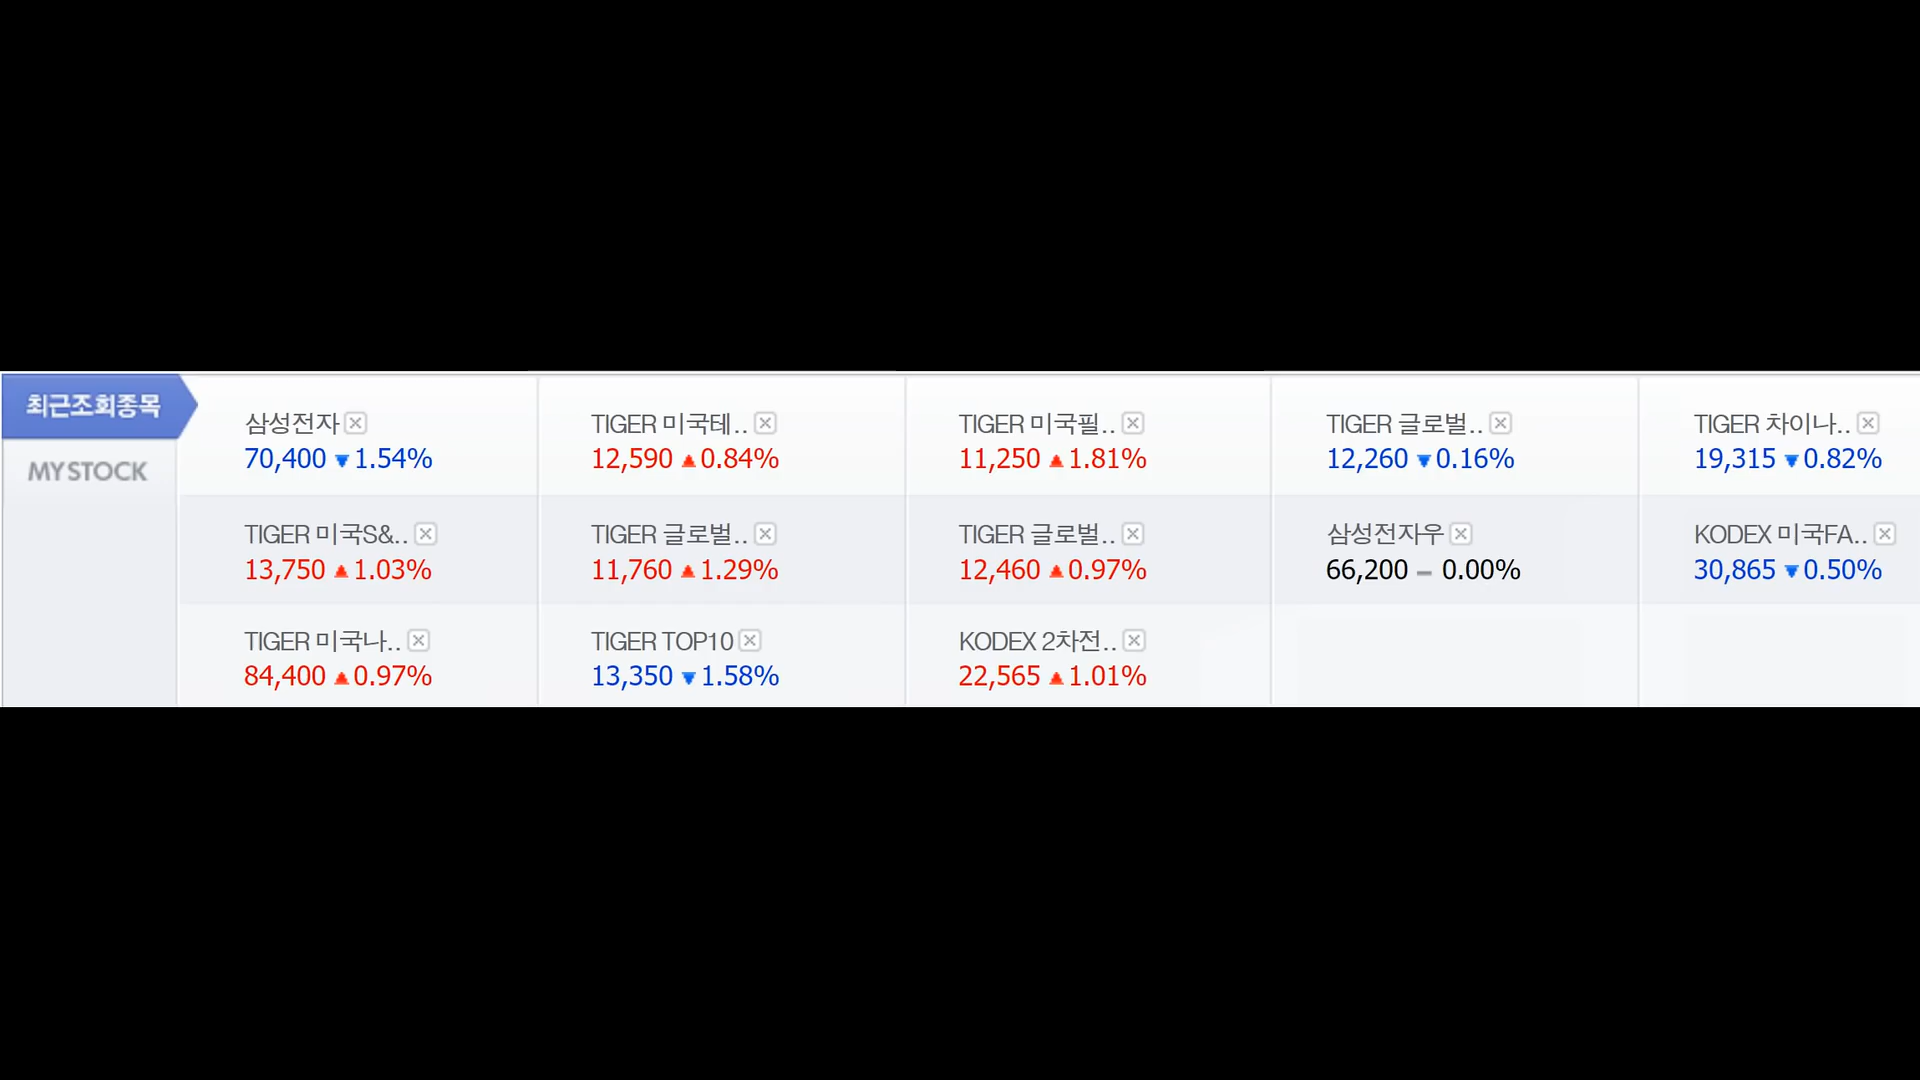 최근조회종목
MYSTOCK
삼성전자
70,400 ▼ 1.54%
TIGER 미국테..
12,590 ▲ 0.84%
TIGER 미국필..
11,250 ▲ 1.81%
TIGER 글로벌..
12,260 ▼ 0.16%
TIGER 차이나..
19,315 ▼ 0.82%
TIGER 미국S&..
13,750 ▲ 1.03%
TIGER 글로벌..
11,760 ▲ 1.29%
TIGER 글로벌..
12,460 ▲ 0.97%
삼성전자우
66,200 – 0.00%
KODEX 미국FA..
30,865 ▼ 0.50%
TIGER 미국나..
84,400 ▲ 0.97%
TIGER TOP10
13,350 ▼ 1.58%
KODEX 2차전..
22,565 ▲ 1.01%